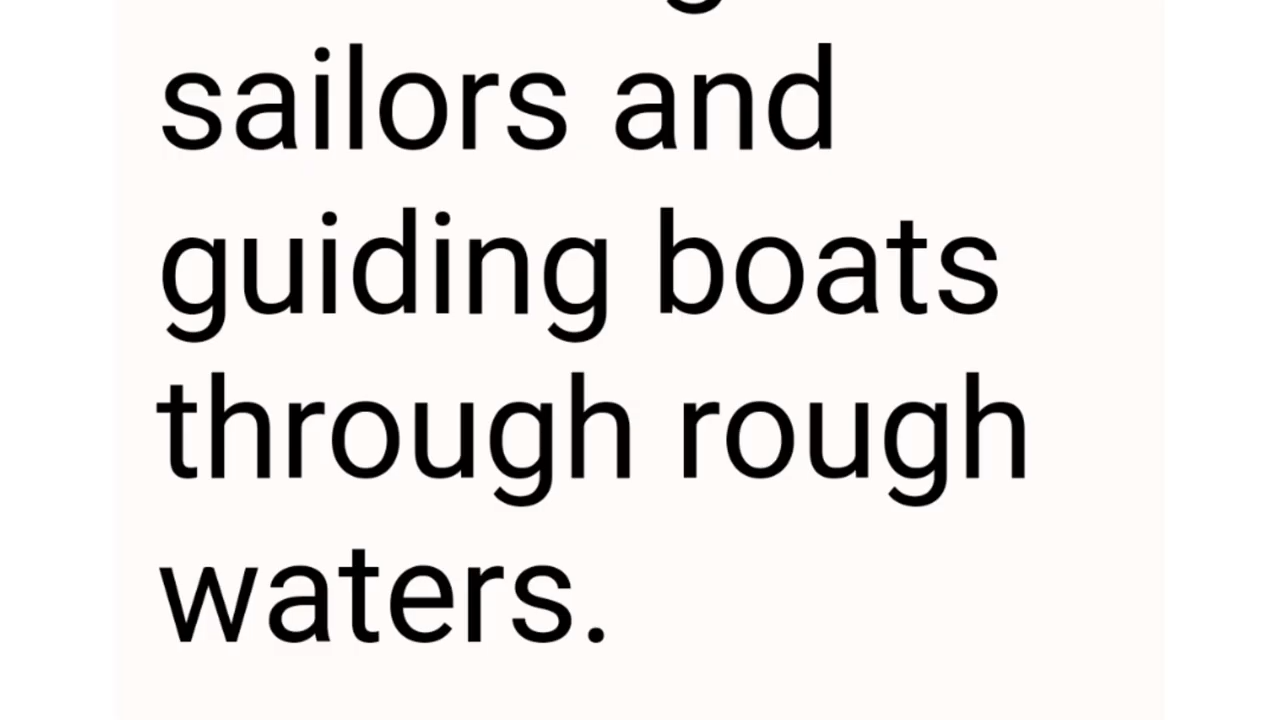 sailors and
guiding boats
through rough
waters.